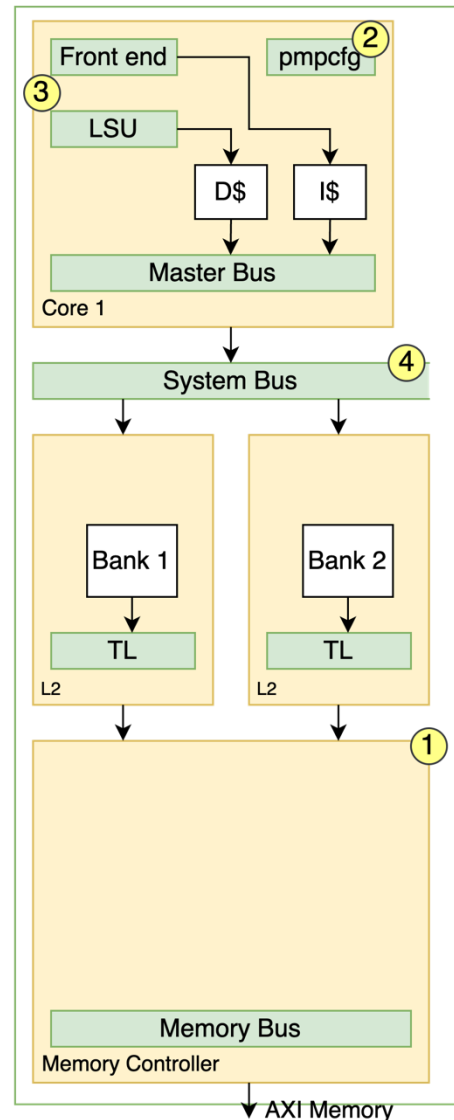 2
Front end
pmpcfg
3
LSU
D$
I$
Master Bus
Core 1
4
System Bus
Bank 1
Bank 2
TL
TL
L2
L2
1
Memory Bus
Memory Controller
AXI Memory